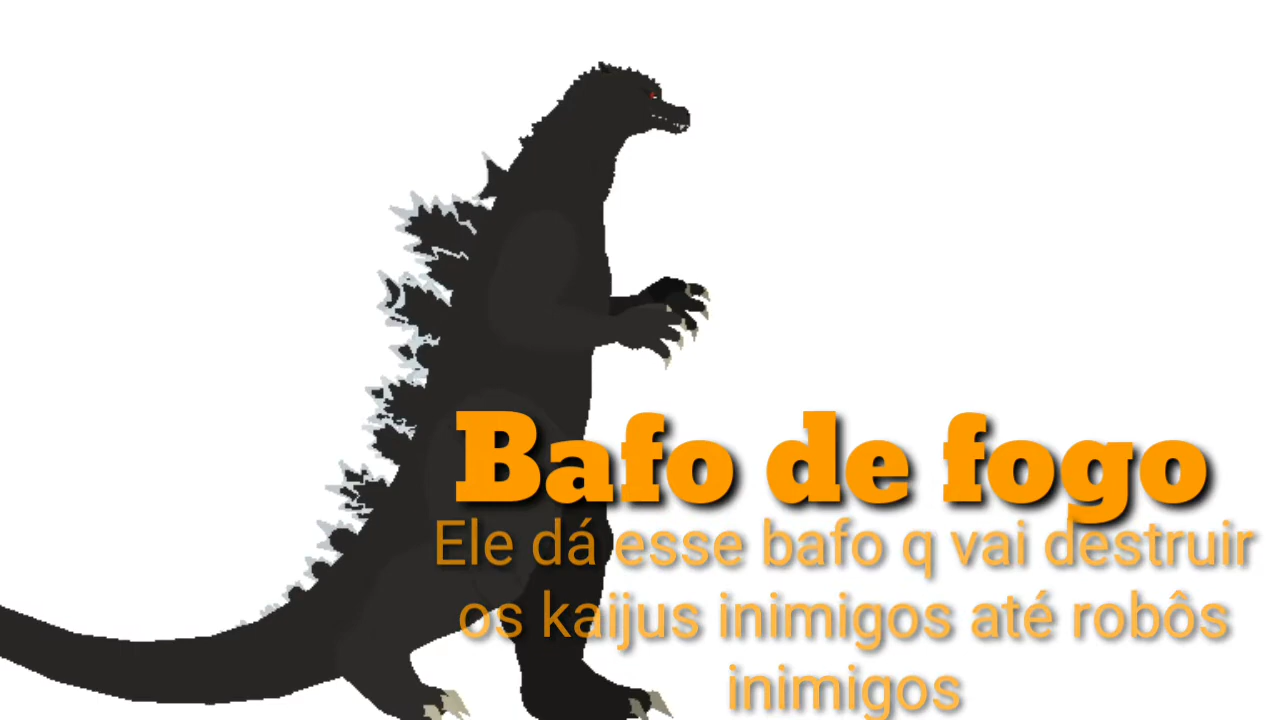 Bafo de fogo
Ele dá esse bafo q vai destruir
os kaijus inimigos até robôs
inimigos